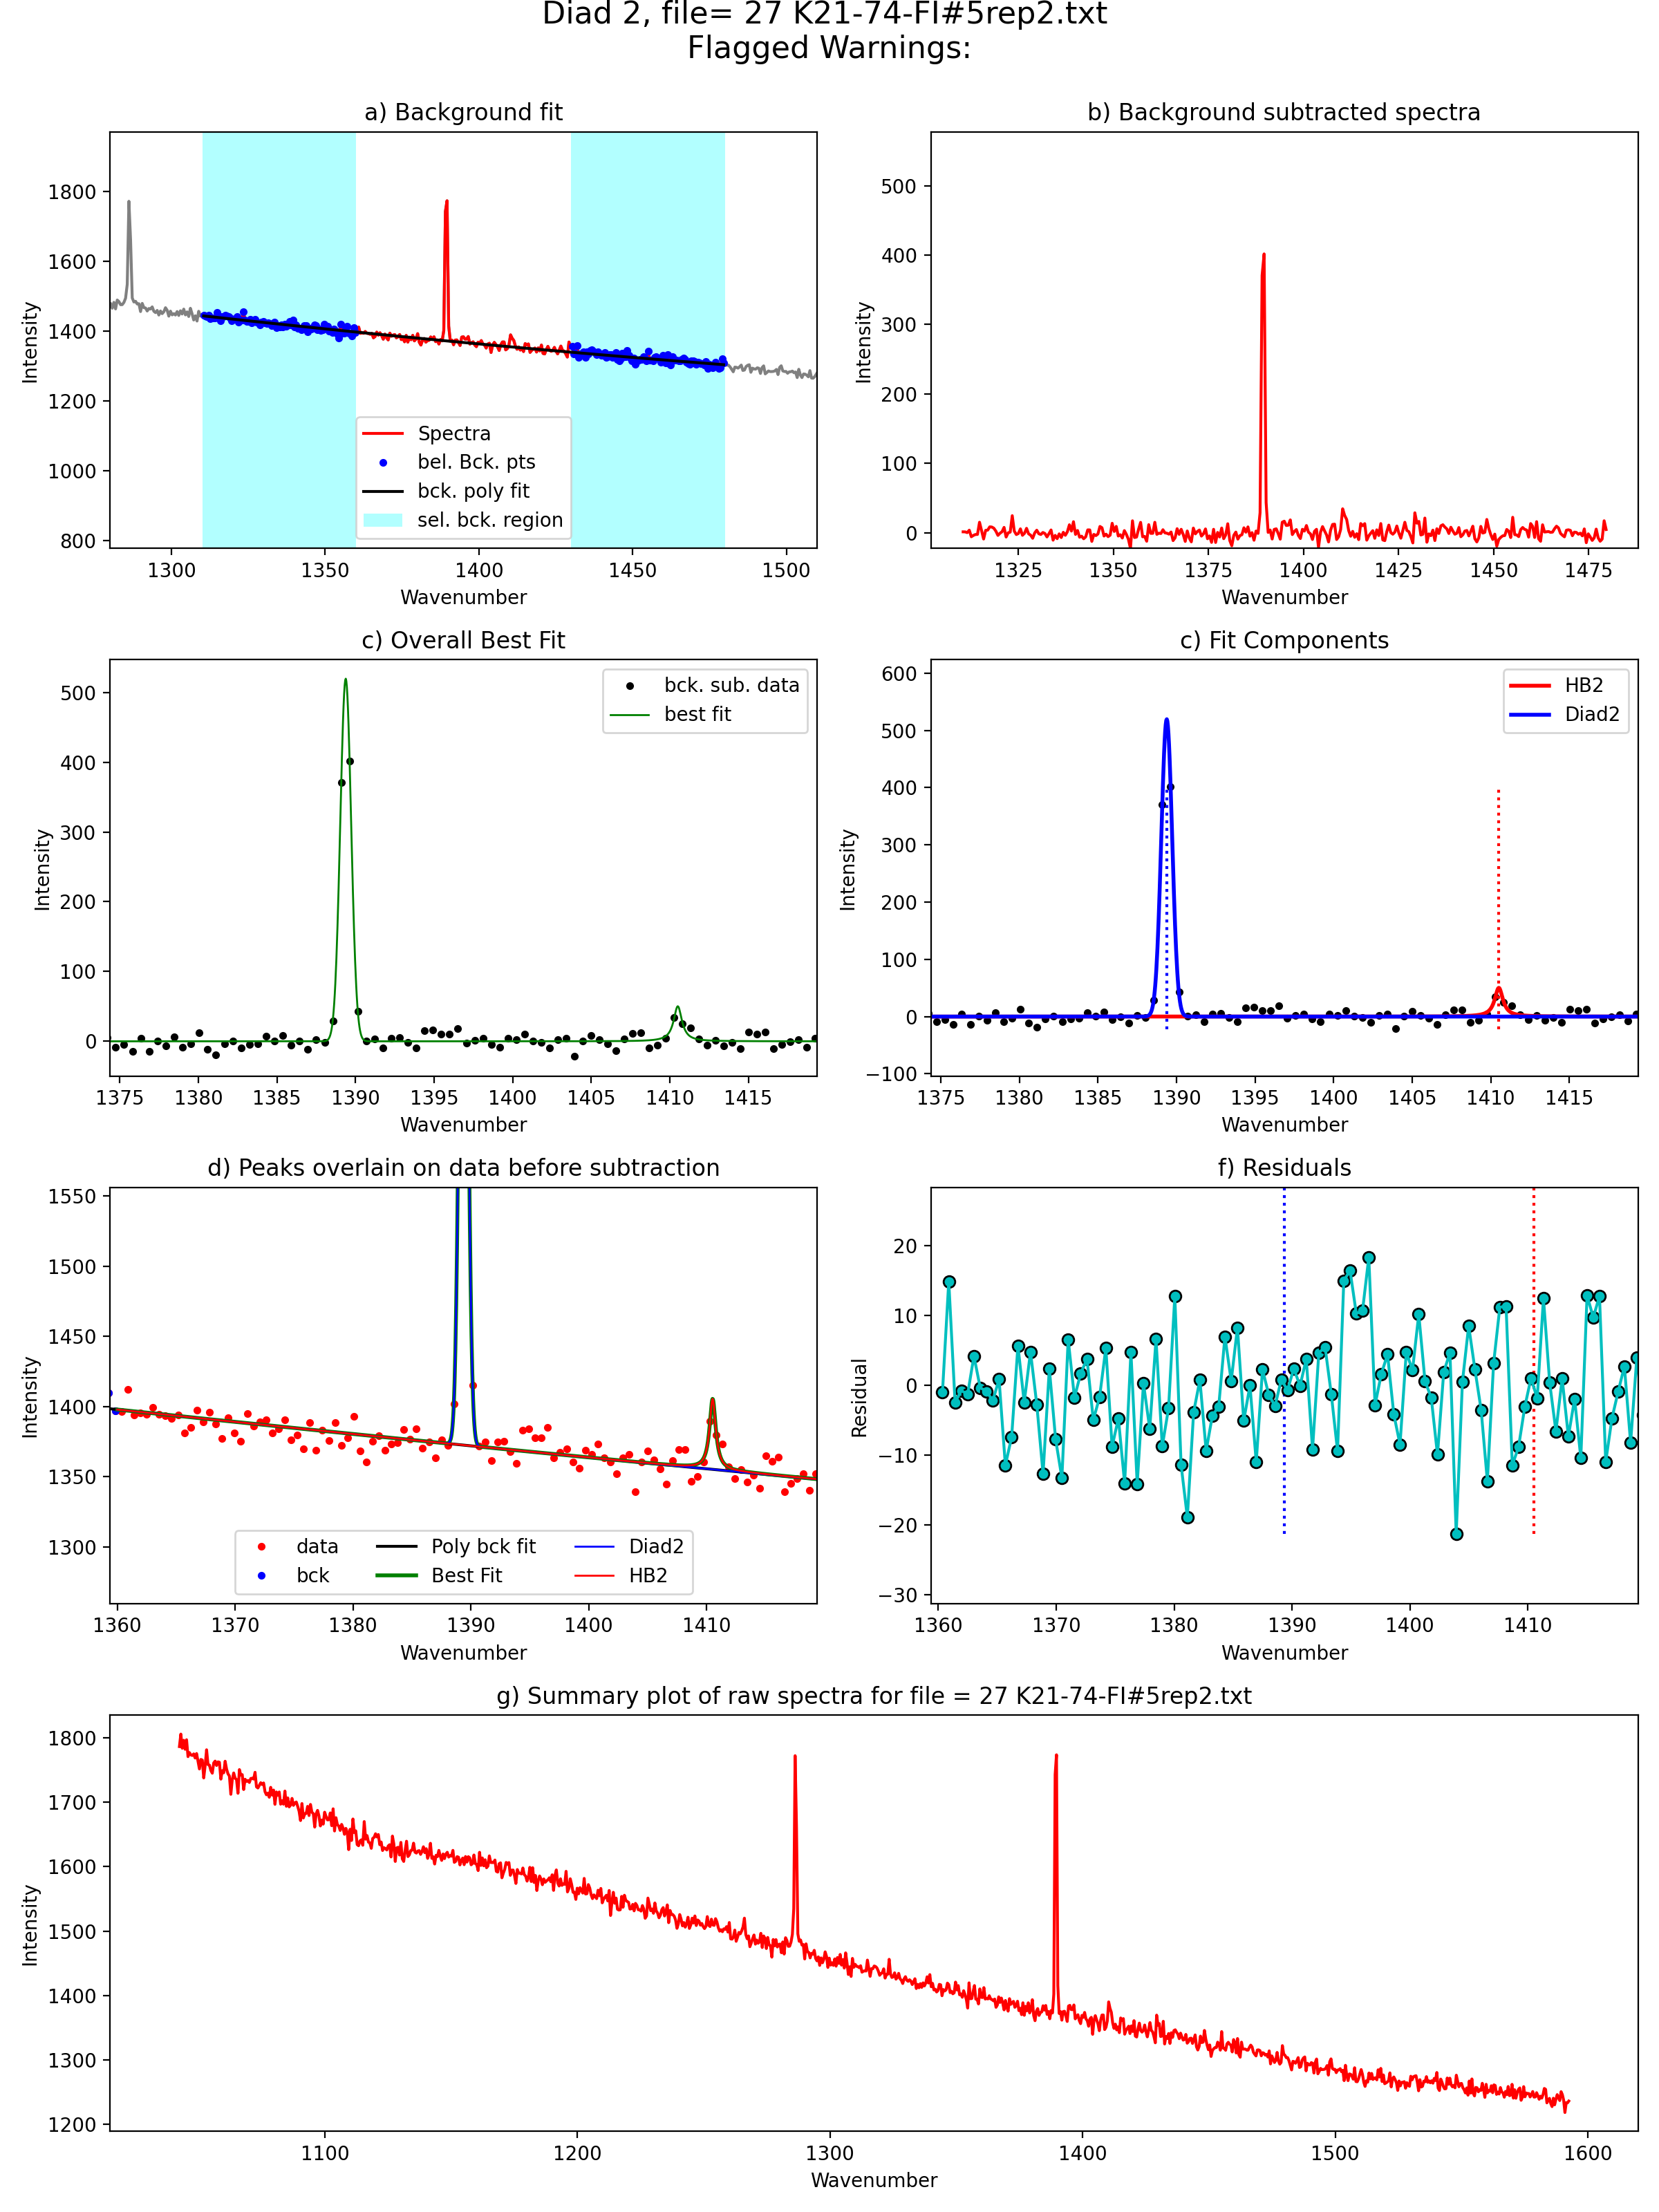 Diad 2, file= 27 K21-74-FI#5rep2.txt
Flagged Warnings:
a) Background fit
Intensity
1800
1600
1400
1200
1000
800
Spectra
bel. Bck. pts
bck. poly fit
sel. bck. region
1300 1350 1400 1450 1500
Wavenumber
b) Background subtracted spectra
Intensity
500
400
300
200
100
0
1325 1350 1375 1400 1425 1450 1475
Wavenumber
c) Overall Best Fit
Intensity
500
400
300
200
100
0
bck. sub. data
best fit
1375 1380 1385 1390 1395 1400 1405 1410 1415
Wavenumber
c) Fit Components
Intensity
600
500
400
300
200
100
0
−100
HB2
Diad2
1375 1380 1385 1390 1395 1400 1405 1410 1415
Wavenumber
d) Peaks overlain on data before subtraction
Intensity
1550
1500
1450
1400
1350
1300
data Poly bck fit Diad2
bck Best Fit HB2
1360 1370 1380 1390 1400 1410
Wavenumber
f) Residuals
Residual
20
10
0
−10
−20
−30
1360 1370 1380 1390 1400 1410
Wavenumber
g) Summary plot of raw spectra for file = 27 K21-74-FI#5rep2.txt
Intensity
1800
1700
1600
1500
1400
1300
1200
1100 1200 1300 1400 1500 1600
Wavenumber